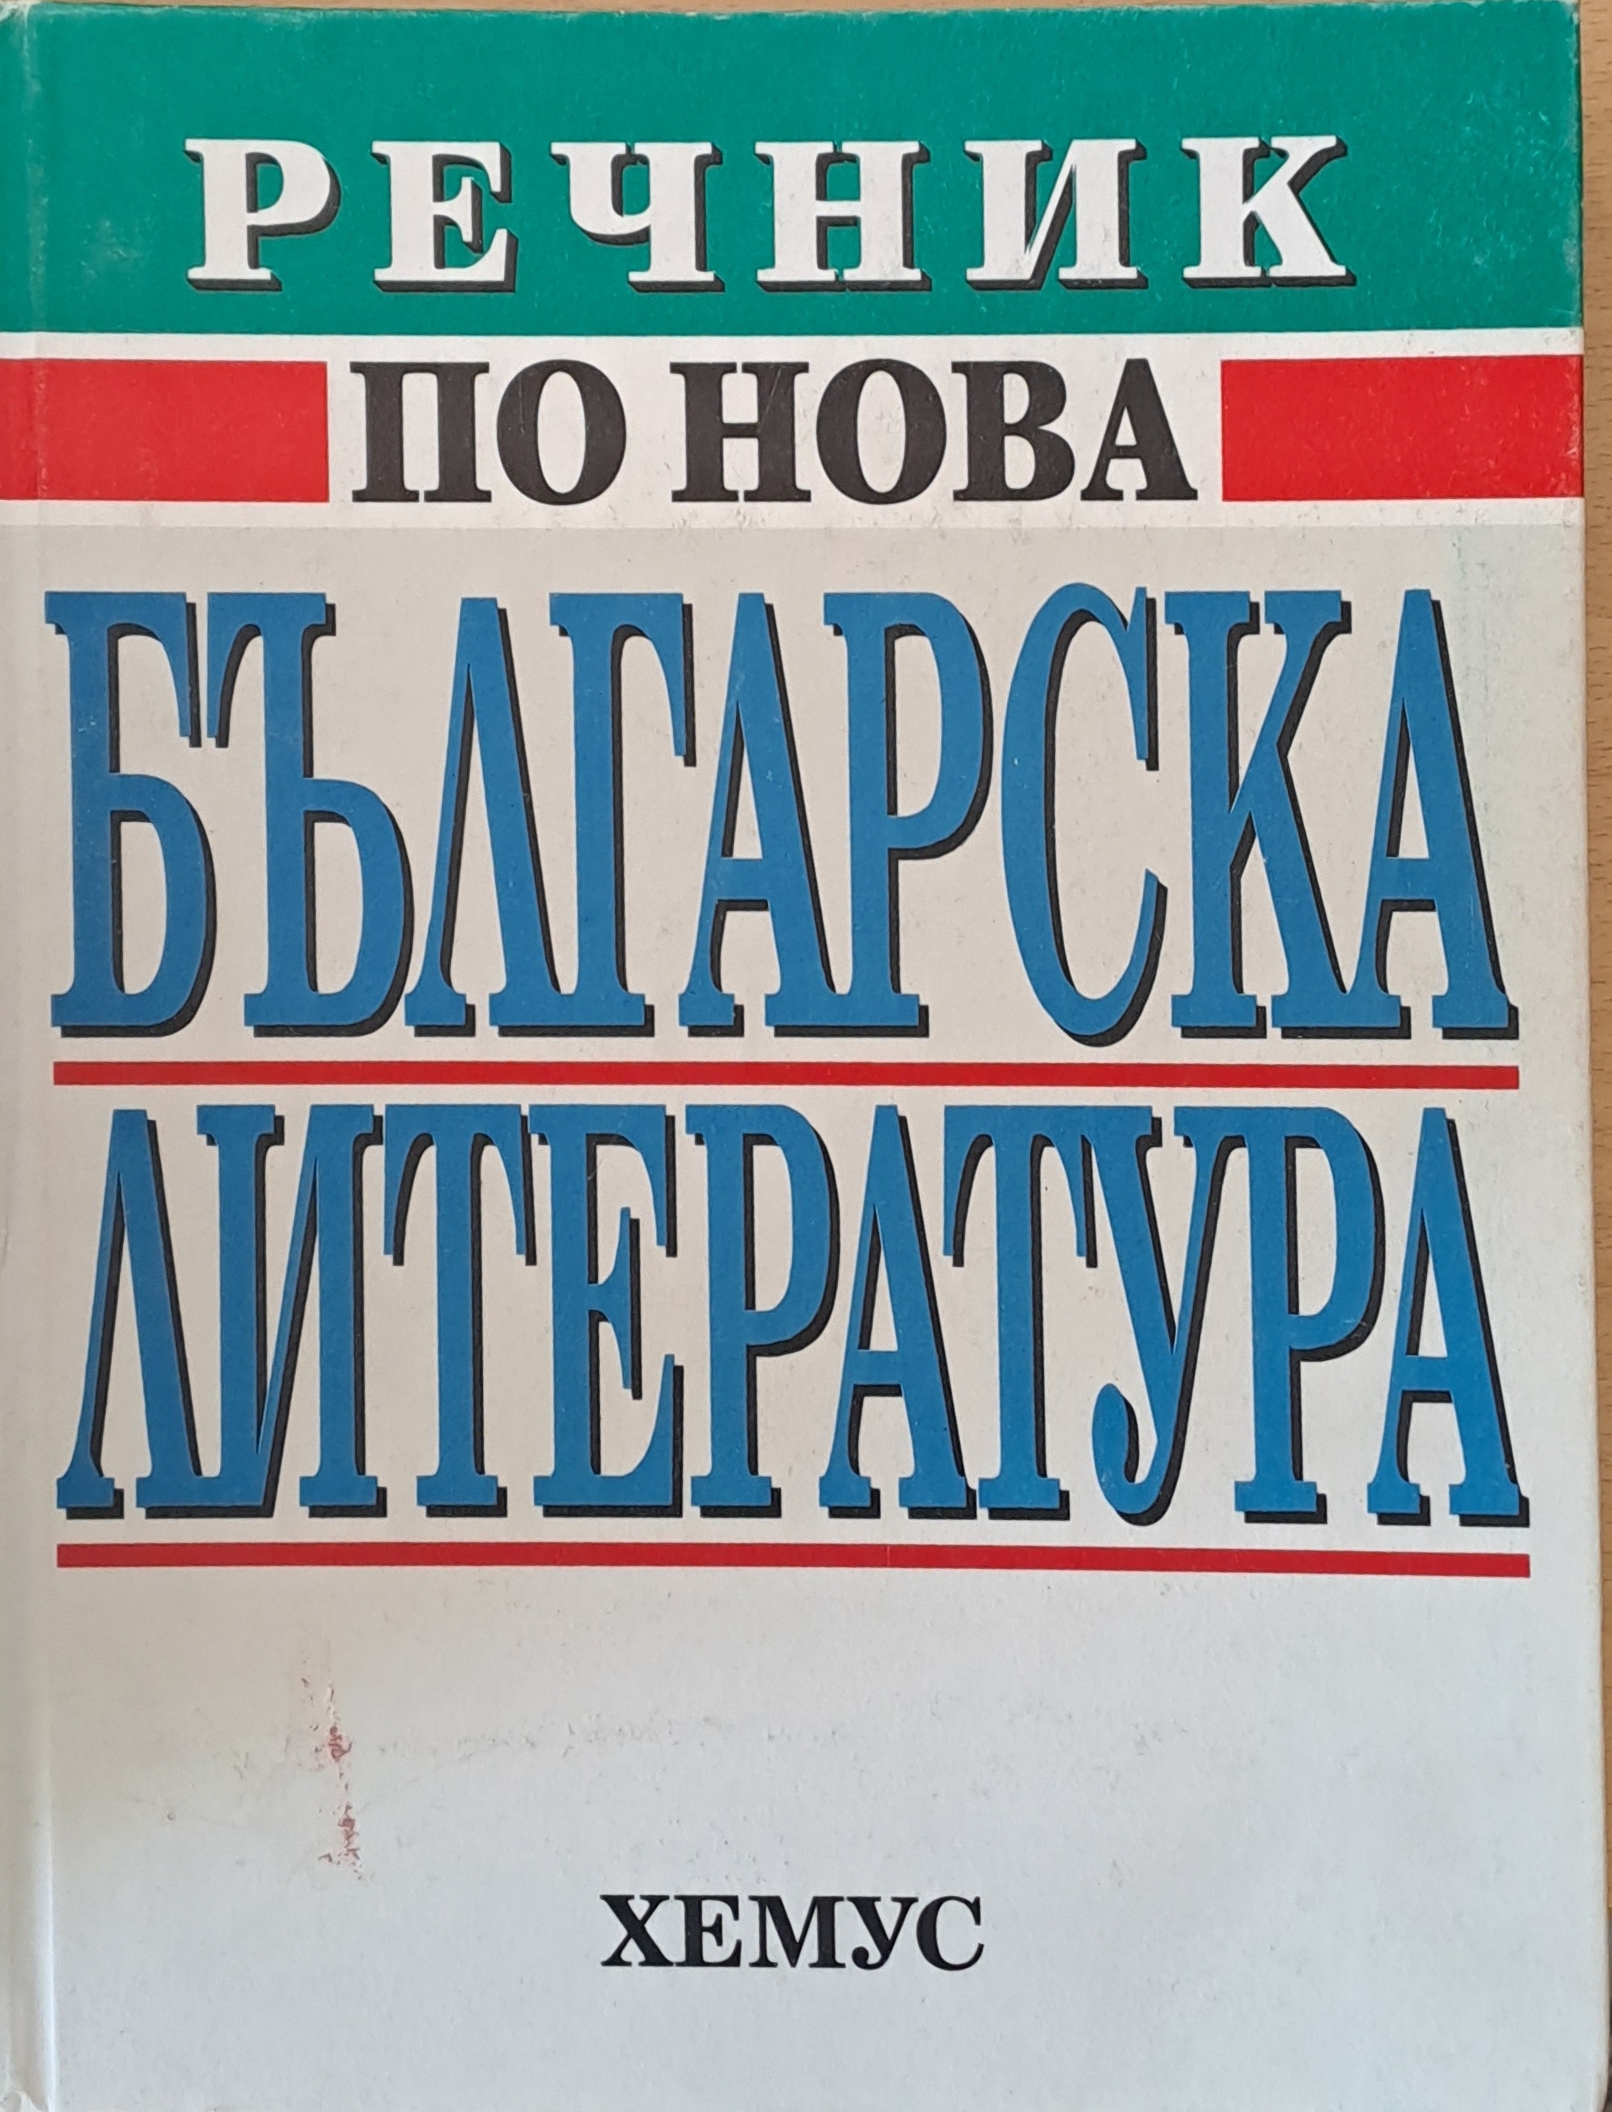 РЕЧНИК
ПО НОВА
БЪЛГАРСКА
ЛИТЕРАТУРА
ХЕМУС